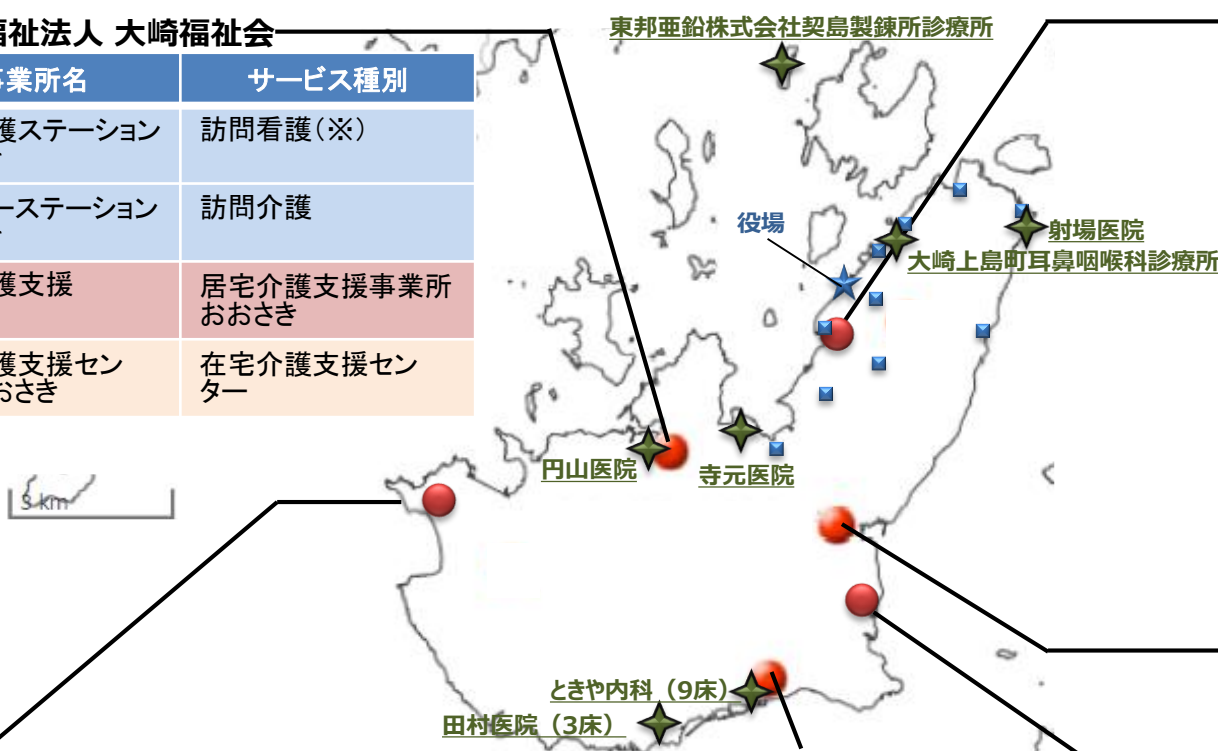 福祉法人 大崎福祉会
事業所名
サービス種別
護ステーション
訪問看護(※)
ーステーション
訪問介護
護支援
居宅介護支援事業所
おおさき
護支援セン
おさき
在宅介護支援セン
ター
東邦亜鉛株式会社契島製錬所診療所
役場
射場医院
大崎上島町耳鼻咽喉科診療所
円山医院
寺元医院
3 km
ときや内科(9床)
田村医院(3床)